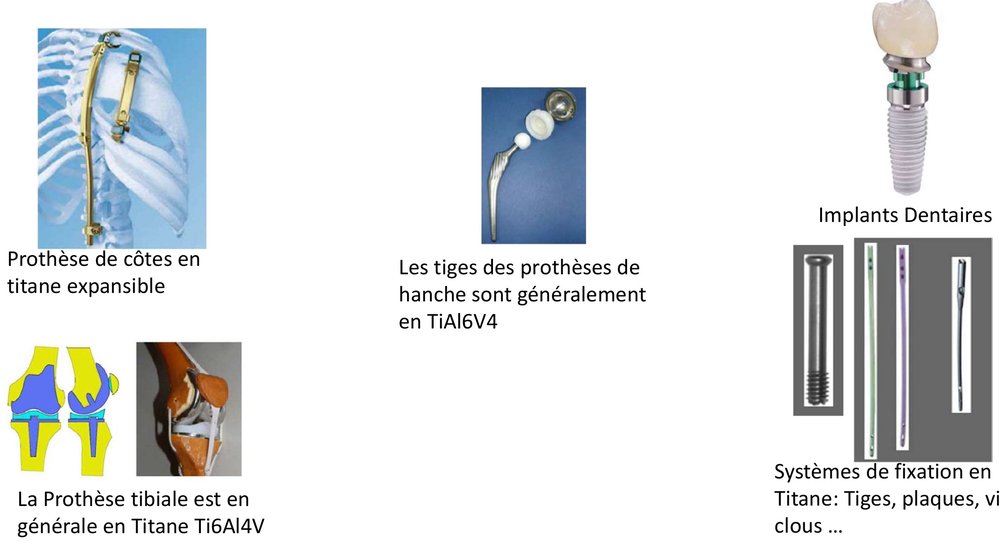 Prothèse de côtes en
titane expansible
Les tiges des prothèses de
hanche sont généralement
en TiAl6V4
Implants Dentaires
La Prothèse tibiale est en
générale en Titane Ti6Al4V
Systèmes de fixation en
Titane: Tiges, plaques, vi
clous ...